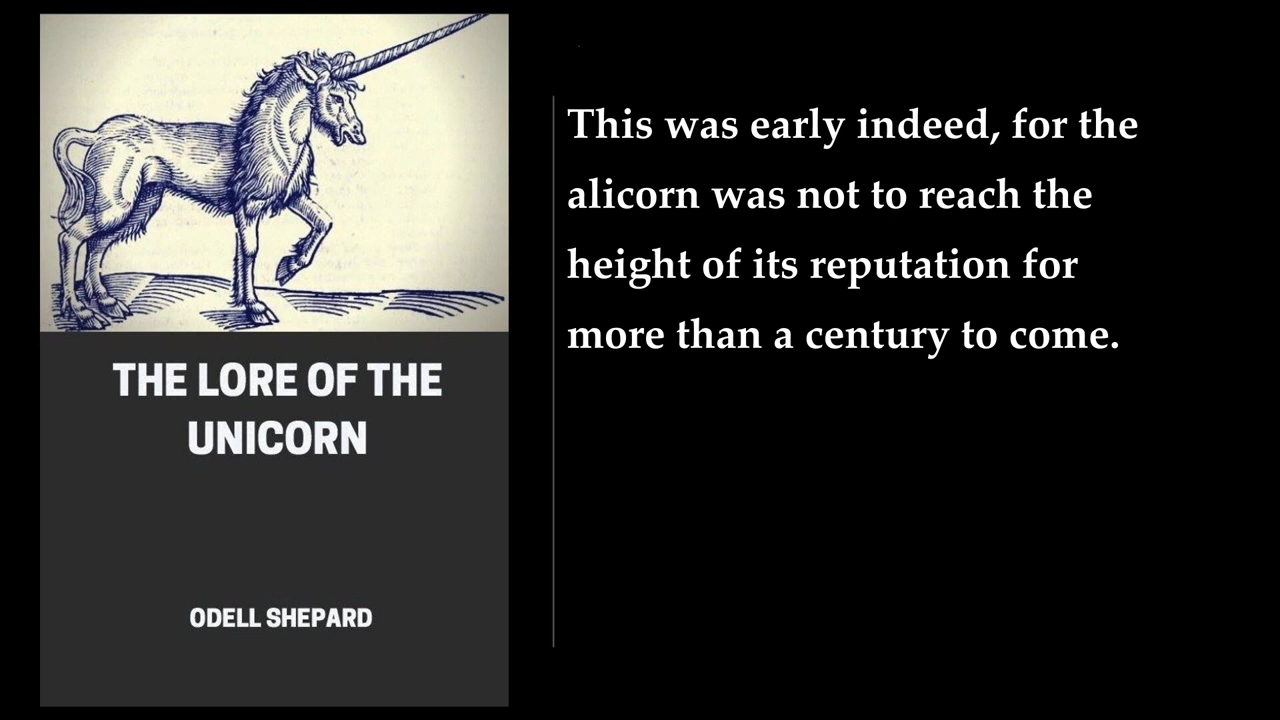 THE LORE OF THE
UNICORN
ODELL SHEPARD
This was early indeed, for the
alicorn was not to reach the
height of its reputation for
more than a century to come.